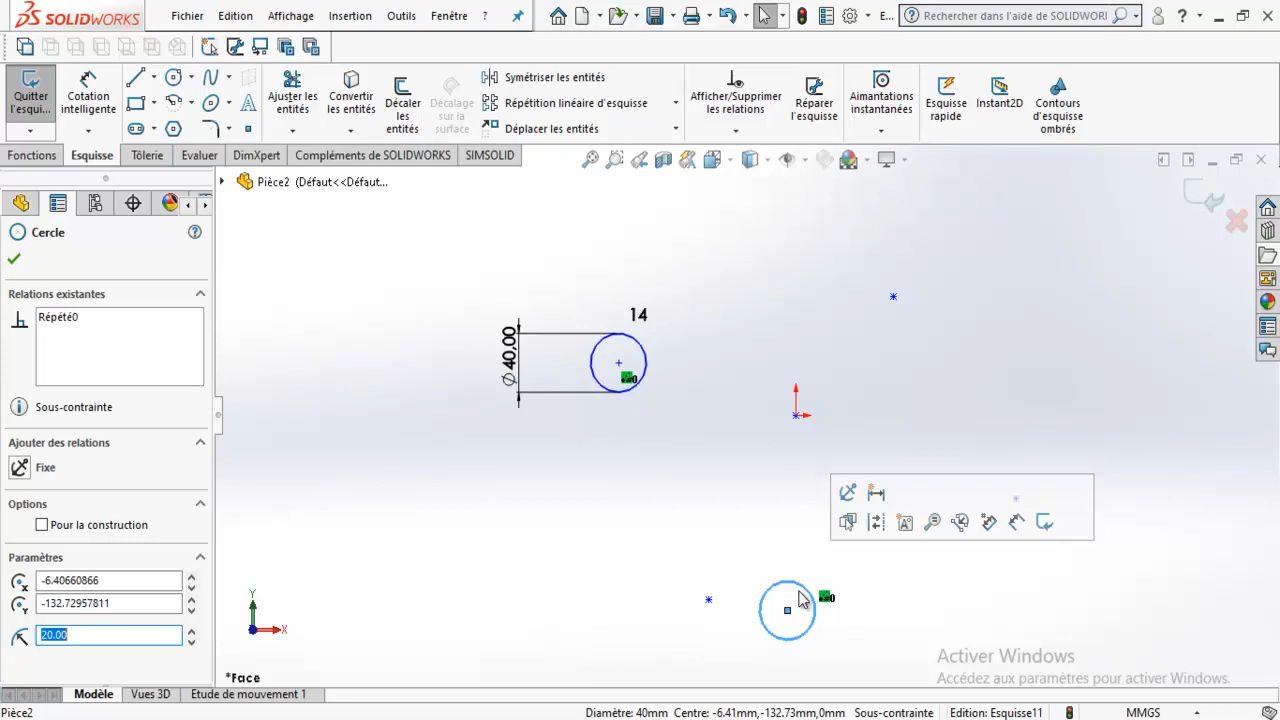 SOLIDWORKS
Fichier Edition Affichage Insertion Outils Fenêtre ?
E...
Rechercher dans l'aide de SOLIDWORI
Quitter l'esqui...
Cotation intelligente
Ajuster les entités
Convertir les entités
Décaler les entités
Décalage sur la surface
Symétriser les entités
Répétition linéaire d'esquisse
Déplacer les entités
Afficher/Supprimer les relations
Réparer l'esquisse
Aimantations instantanées
Esquisse rapide
Instant2D
Contours d'esquisse ombrés
Fonctions Esquisse Tôlerie Evaluer DimXpert Compléments de SOLIDWORKS SIMSOLID
Pièce2 (Défaut<<Défaut...
Cercle
Relations existantes
Répété0
Sous-contrainte
Ajouter des relations
Fixe
Options
Pour la construction
Paramètres
-6.40660866
-132.72957811
20.00
14
Ø 40,00
0
0
Y
X
*Face
Activer Windows
Accédez aux paramètres pour activer Windows.
Modèle Vues 3D Etude de mouvement 1
Pièce2
Diamètre: 40mm Centre: -6.41mm,-132.73mm,0mm Sous-contrainte Edition: Esquisse11 MMGS